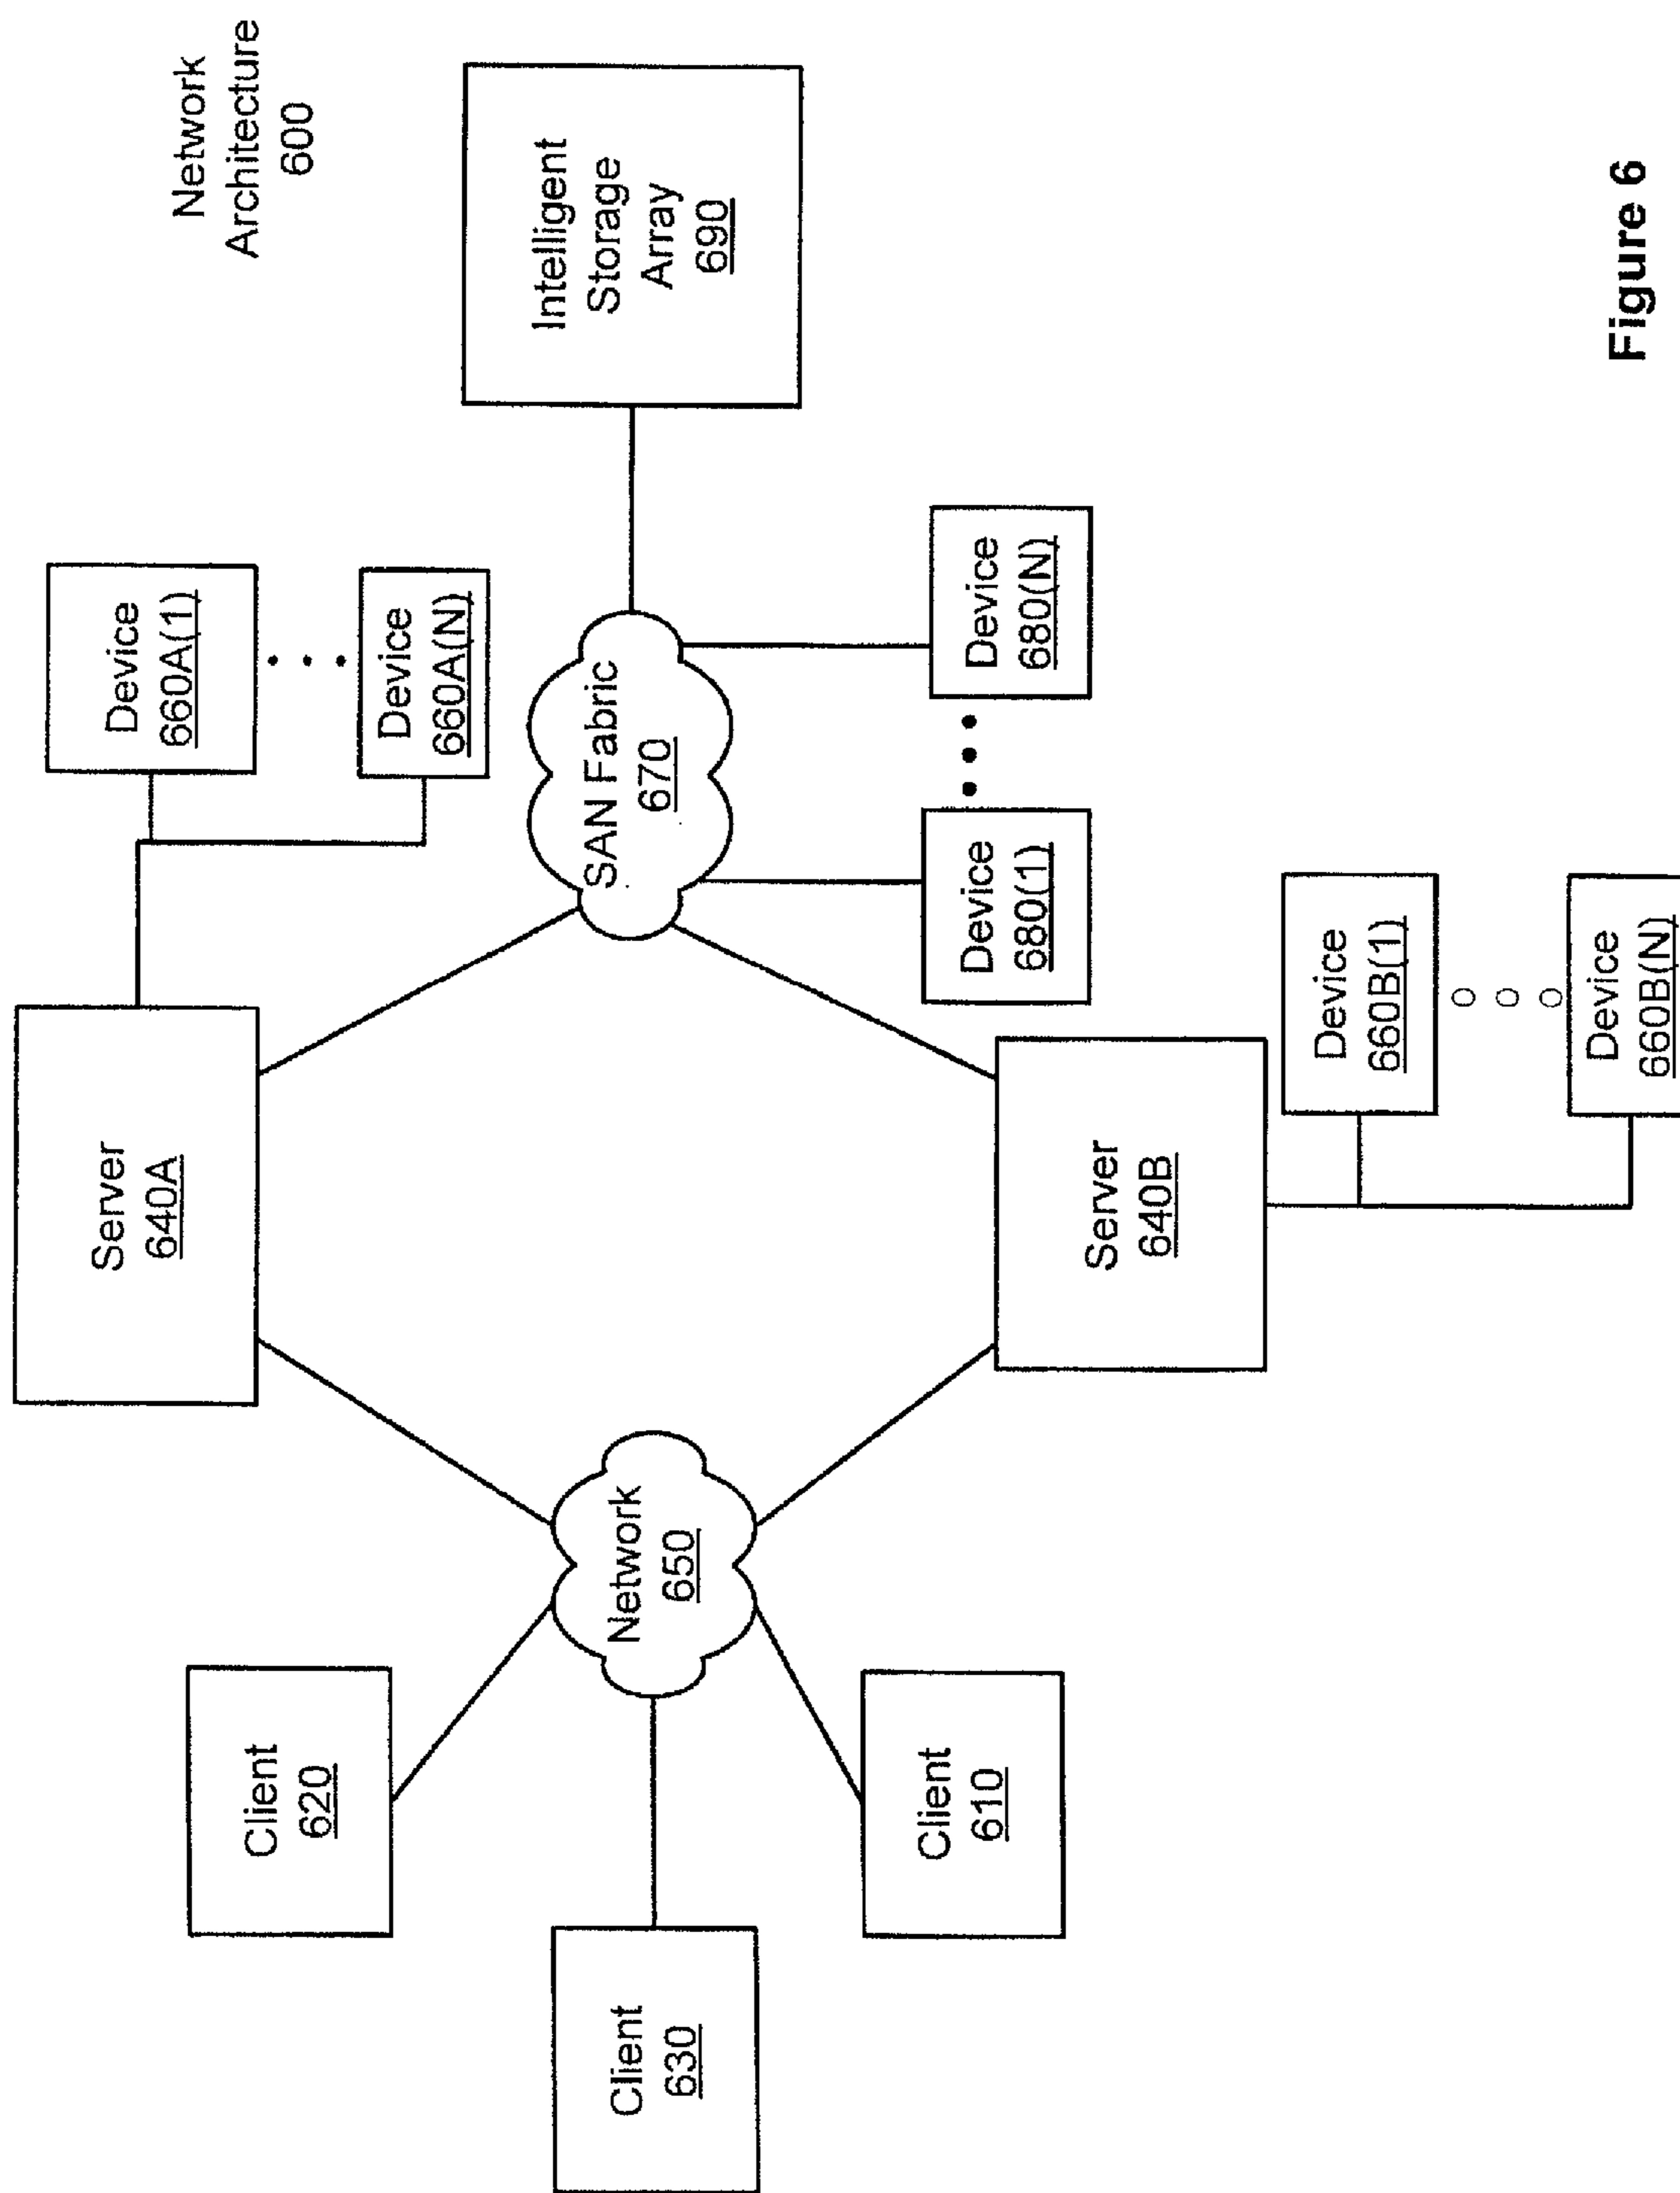 Network
Architecture
600
Device
660A(1)
Device
660A(N)
Server
640A
Intelligent
Storage
Array
690
SAN Fabric
670
Client
620
Network
650
Client
630
Device
680(1)
Device
680(N)
Client
610
Server
640B
Device
660B(1)
Device
660B(N)
Figure 6